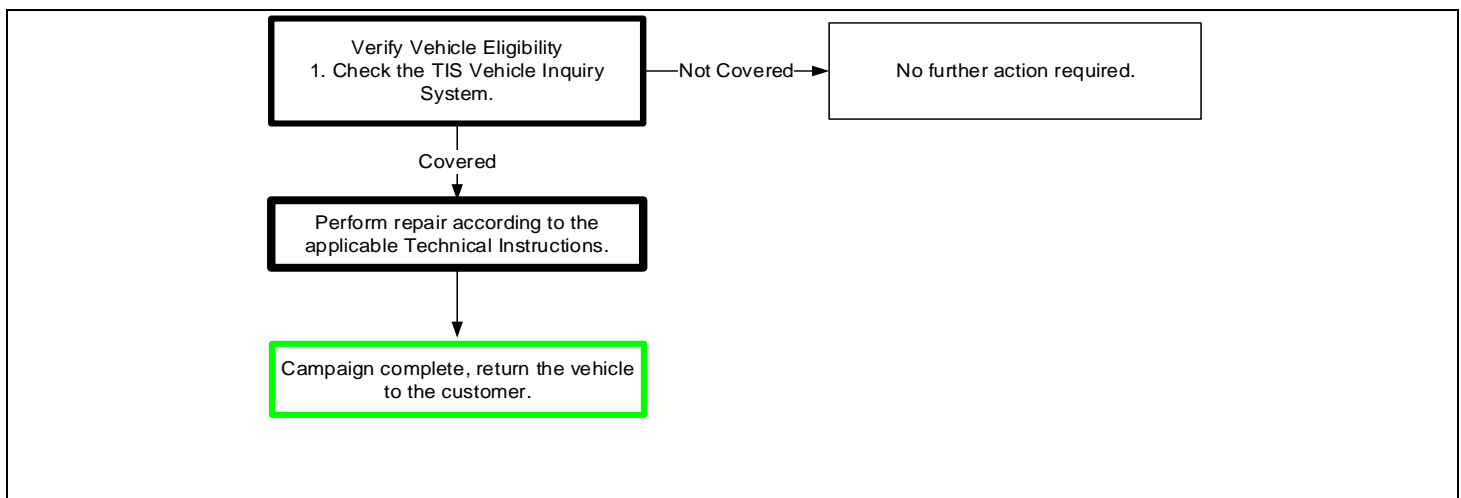 Verify Vehicle Eligibility
1. Check the TIS Vehicle Inquiry
System.
Not Covered
No further action required.
Covered
Perform repair according to the
applicable Technical Instructions.
Campaign complete, return the vehicle
to the customer.